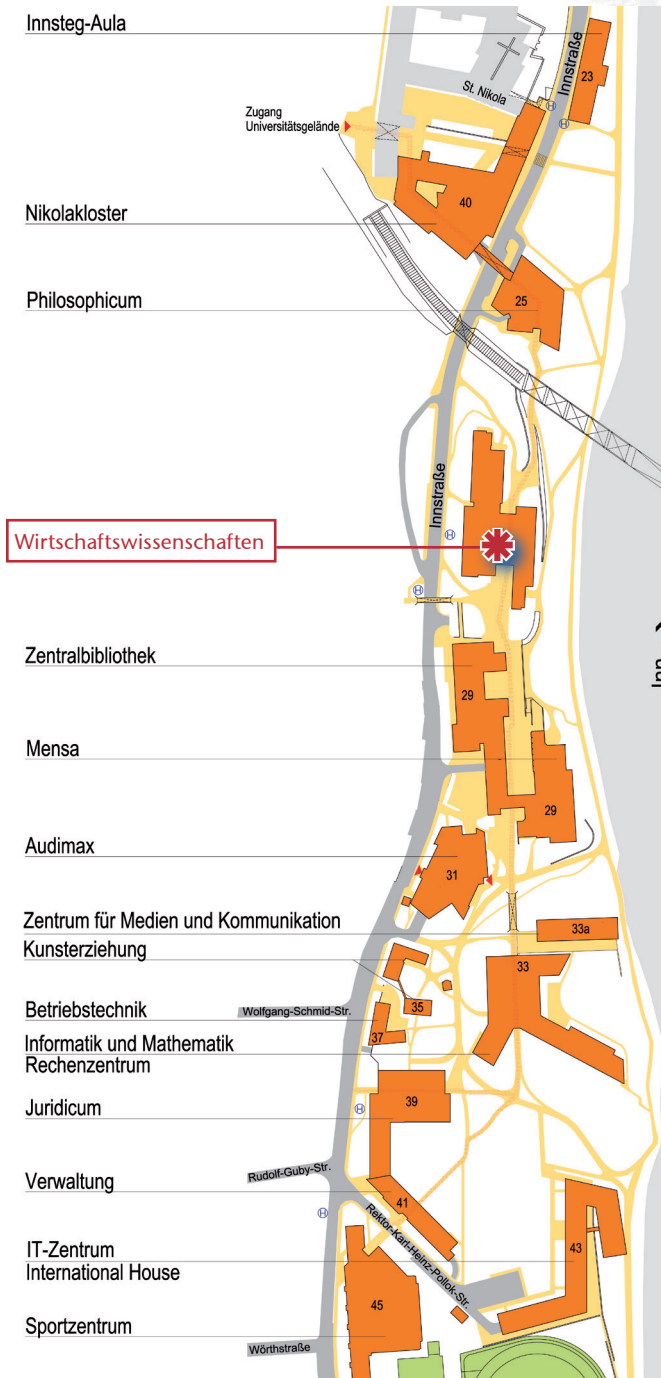 Innsteg-Aula
23
Innstraße
St. Nikola
H
H
Zugang
Universitätsgelände
40
Nikolakloster
25
Philosophicum
Innstraße
Wirtschaftswissenschaften
H
H
Inn
Zentralbibliothek
29
Mensa
29
Audimax
31
Zentrum für Medien und Kommunikation
33a
Kunsterziehung
33
35
Betriebstechnik
Wolfgang-Schmid-Str.
37
Informatik und Mathematik
Rechenzentrum
Juridicum
39
H
Rudolf-Guby-Str.
Verwaltung
41
Rektor-Karl-Heinz-Pollok-Str.
H
IT-Zentrum
International House
43
45
Sportzentrum
Wörthstraße